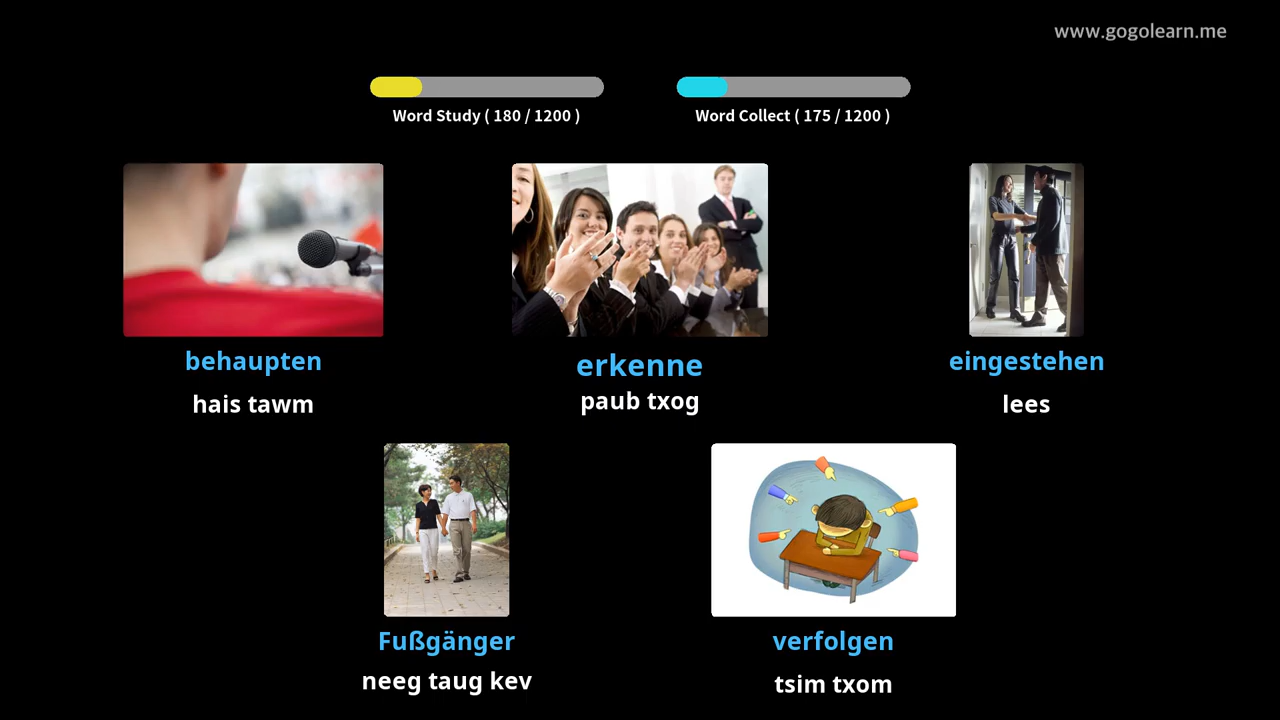 www.gogolearn.me
Word Study ( 180 / 1200 )
Word Collect ( 175 / 1200 )
behaupten
hais tawm
erkenne
paub txog
eingestehen
lees
Fußgänger
neeg taug kev
verfolgen
tsim txom